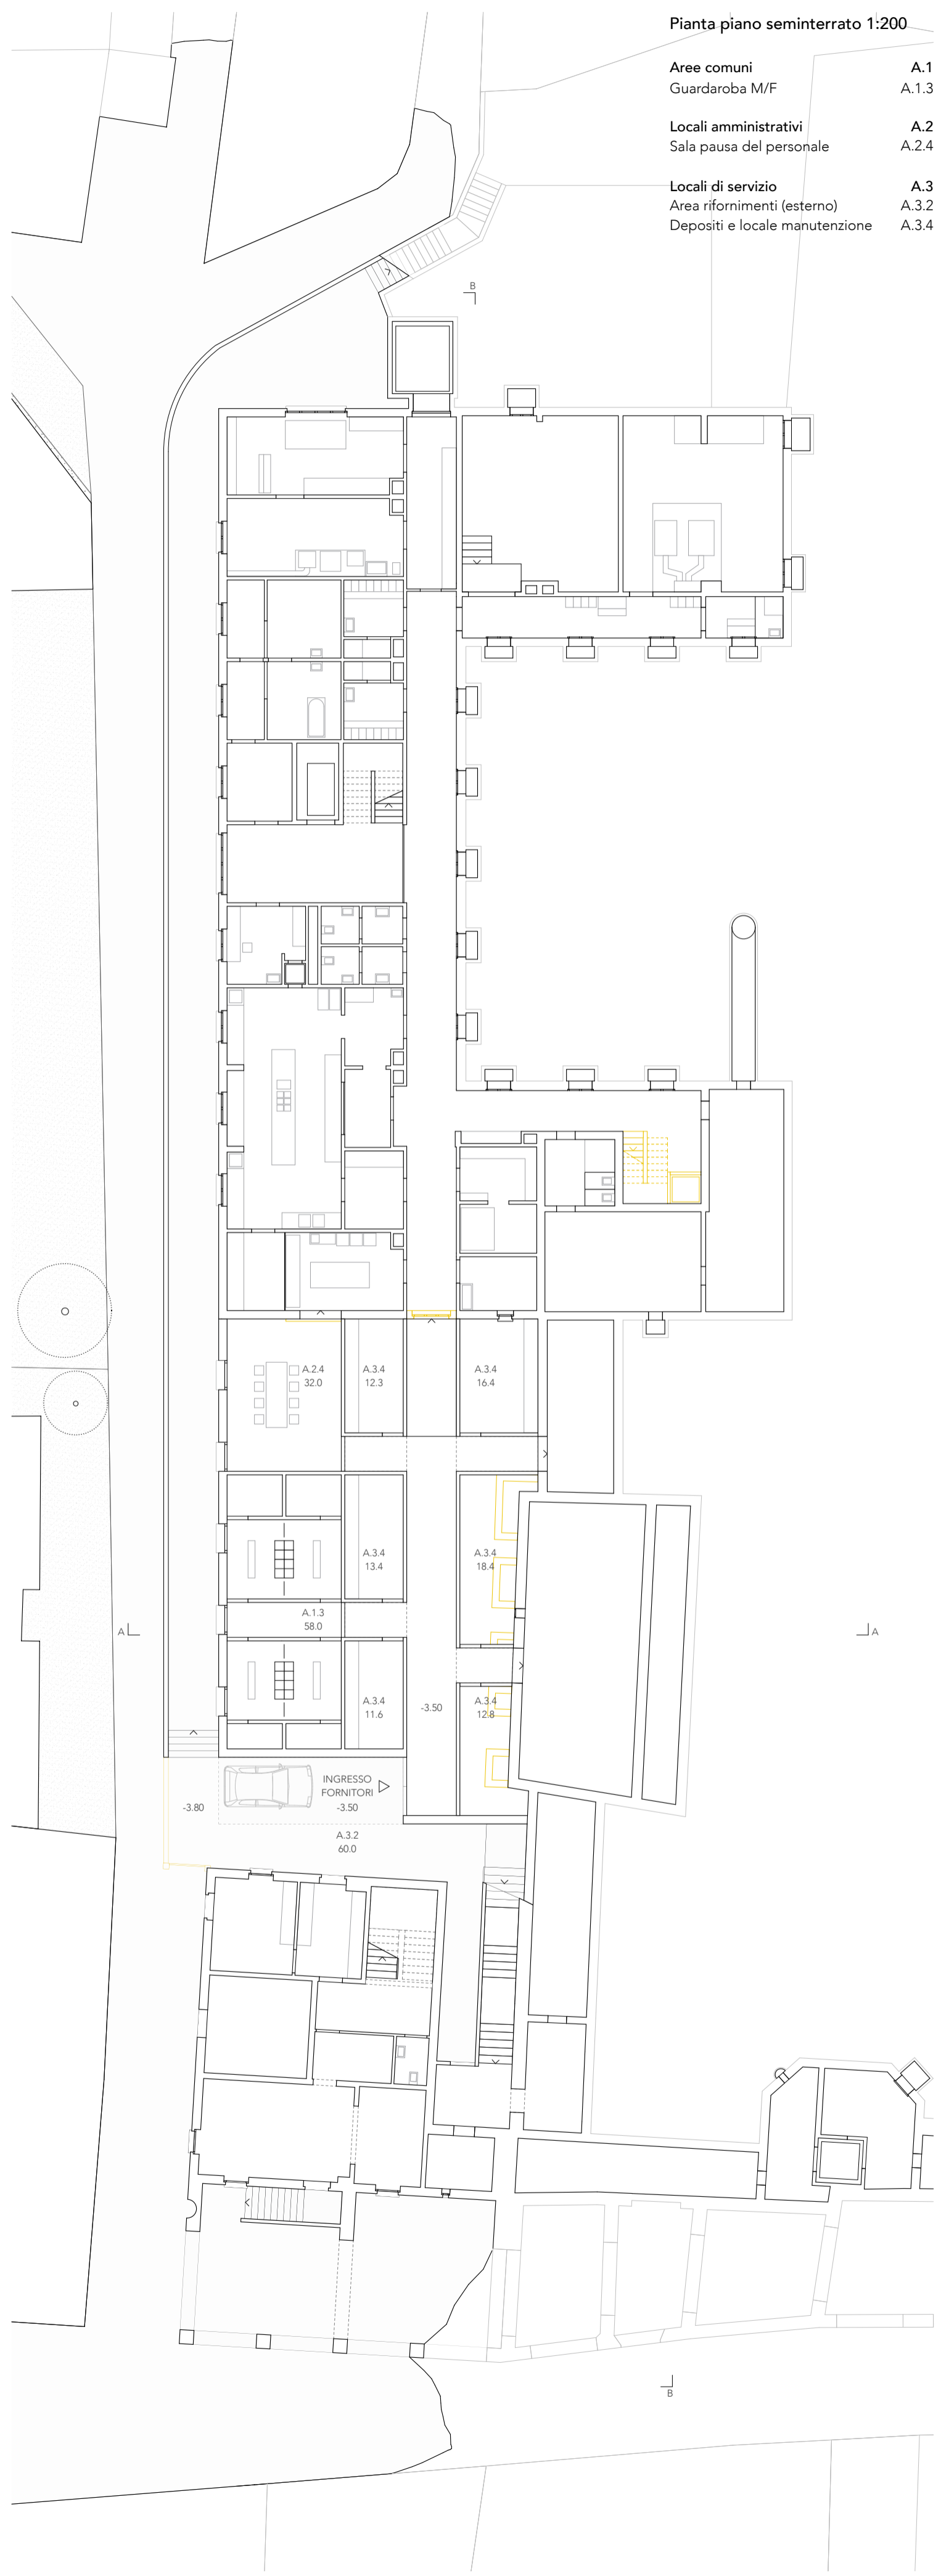 Pianta piano seminterrato 1:200
Aree comuni A.1
Guardaroba M/F A.1.3
Locali amministrativi A.2
Sala pausa del personale A.2.4
Locali di servizio A.3
Area rifornimenti (esterno) A.3.2
Depositi e locale manutenzione A.3.4
B
A.2.4
32.0
A.3.4
12.3
A.3.4
16.4
A.3.4
13.4
A.3.4
18.4
A.1.3
58.0
A
A
A.3.4
11.6
-3.50
A.3.4
12.8
INGRESSO
FORNITORI
-3.50
-3.80
A.3.2
60.0
B